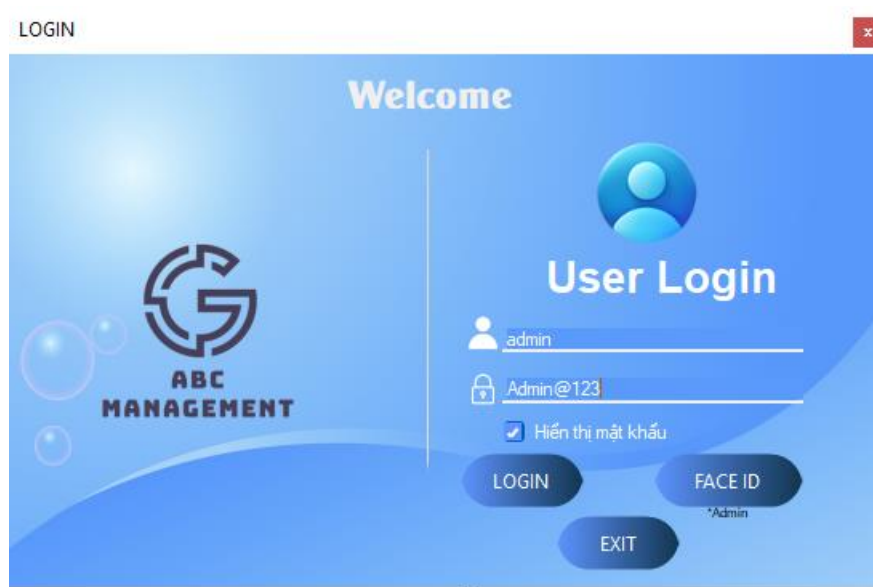 LOGIN
x
Welcome
ABC
MANAGEMENT
User Login
admin
Admin@123
Hiển thị mật khẩu
LOGIN
FACE ID
*Admin
EXIT